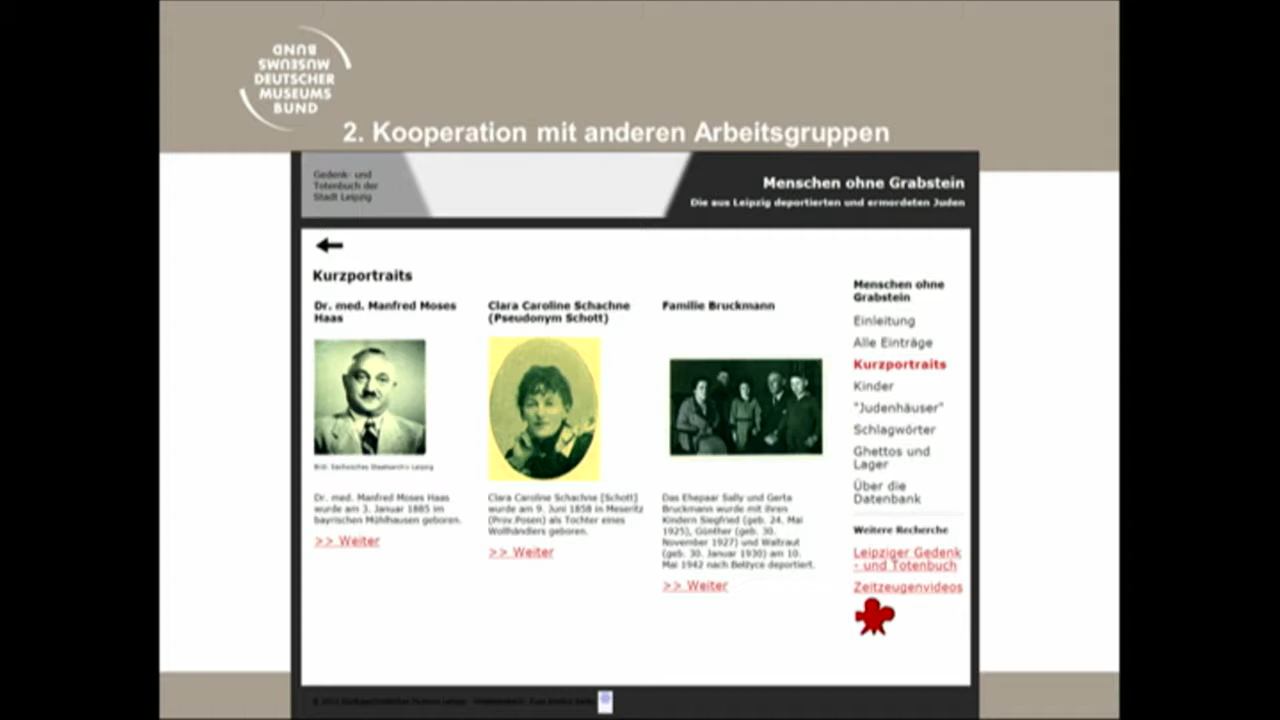 BUND
MUSEUMS
DEUTSCHER
MUSEUMS
BUND
2. Kooperation mit anderen Arbeitsgruppen
Gedenk- und
Totenbuch der
Stadt Leipzig
Menschen ohne Grabstein
Die aus Leipzig deportierten und ermordeten Juden
Kurzportraits
Dr. med. Manfred Moses
Haas
Bild: Sächsisches Staatsarchiv Leipzig
Dr. med. Manfred Moses Haas
wurde am 3. Januar 1885 im
bayrischen Mühlhausen geboren.
>> Weiter
Clara Caroline Schachne
(Pseudonym Schott)
Clara Caroline Schachne [Schott]
wurde am 9. Juni 1858 in Meseritz
(Prov.Posen) als Tochter eines
Wollhändlers geboren.
>> Weiter
Familie Bruckmann
Das Ehepaar Sally und Gerta
Bruckmann wurde mit ihren
Kindern Siegfried (geb. 24. Mai
1925), Günther (geb. 30.
November 1927) und Waltraut
(geb. 30. Januar 1930) am 10.
Mai 1942 nach Belzyce deportiert.
>> Weiter
Menschen ohne
Grabstein
Einleitung
Alle Einträge
Kurzportraits
Kinder
"Judenhäuser"
Schlagwörter
Ghettos und
Lager
Über die
Datenbank
Weitere Recherche
Leipziger Gedenk
- und Totenbuch
Zeitzeugenvideos